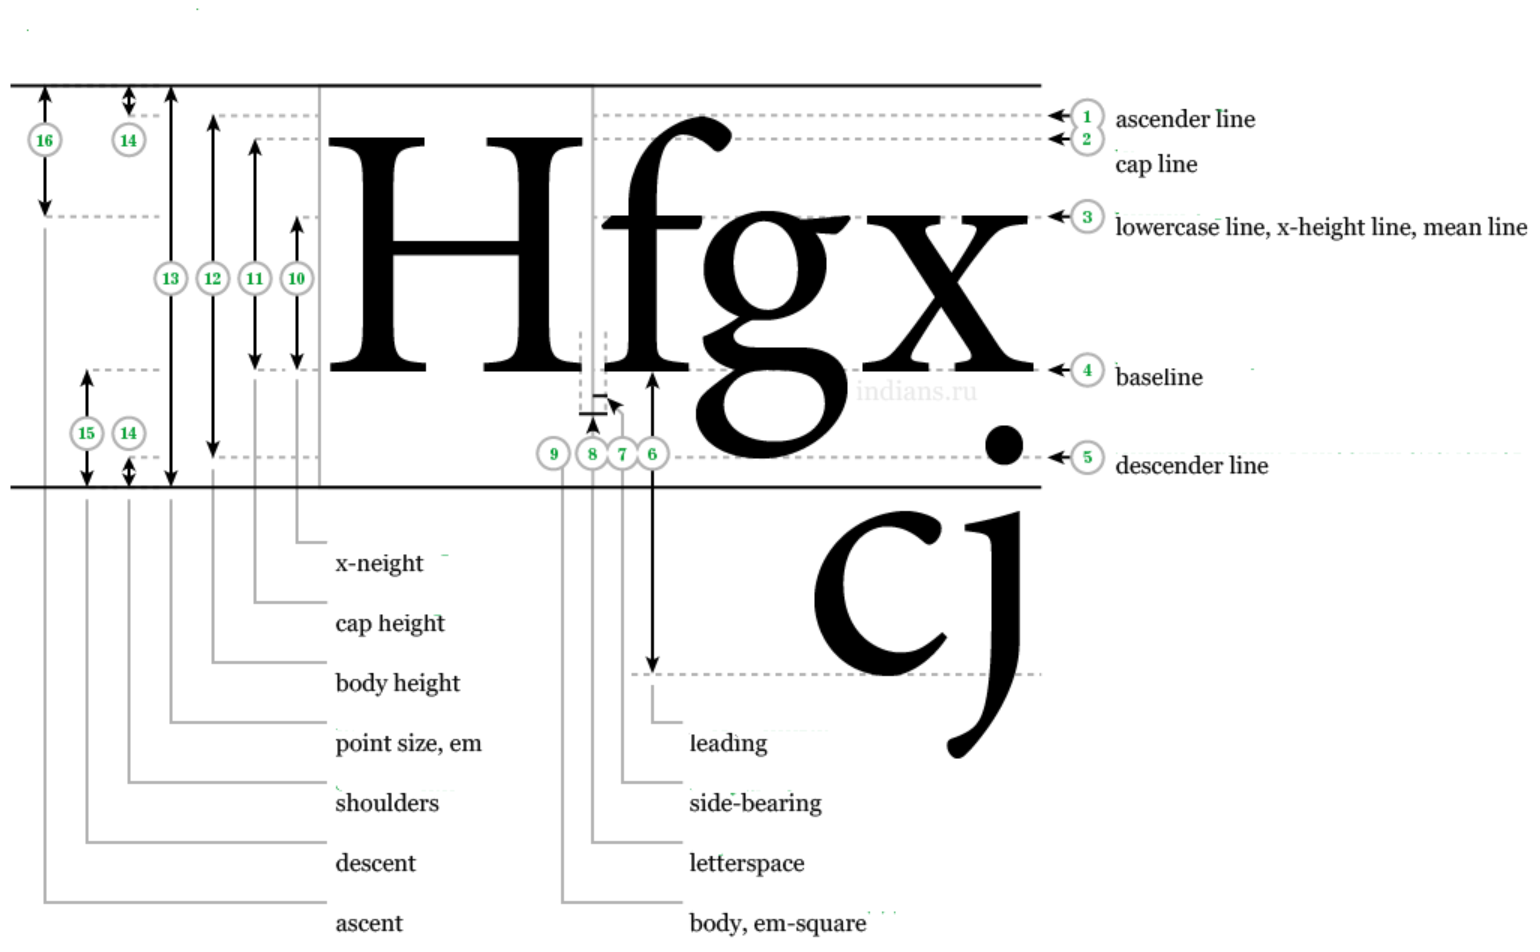 1 ascender line
16 14 2
cap line
H f g x
3 lowercase line, x-height line, mean line
13 12 11 10
4 baseline
indians.ru
15 14 9 8 7 6 5 descender line
cj
x-neight
cap height
body height
point size, em leading
shoulders side-bearing
descent letterspace
ascent body, em-square